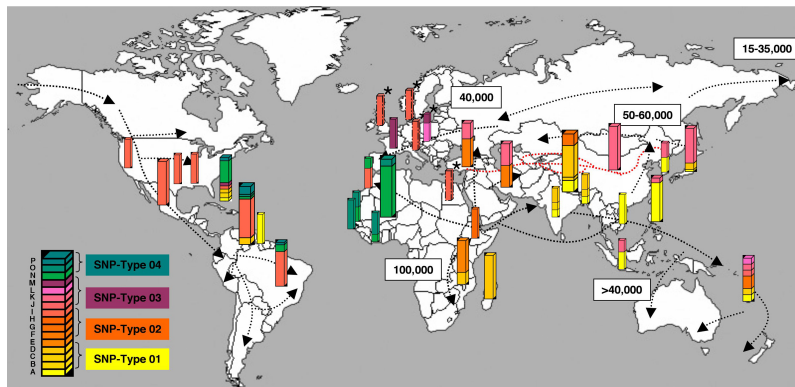 15-35,000
40,000
50-60,000
100,000
>40,000
P
O
N
M
L
K
J
I
H
G
F
E
D
C
B
A
SNP-Type 04
SNP-Type 03
SNP-Type 02
SNP-Type 01
*
*
*
*